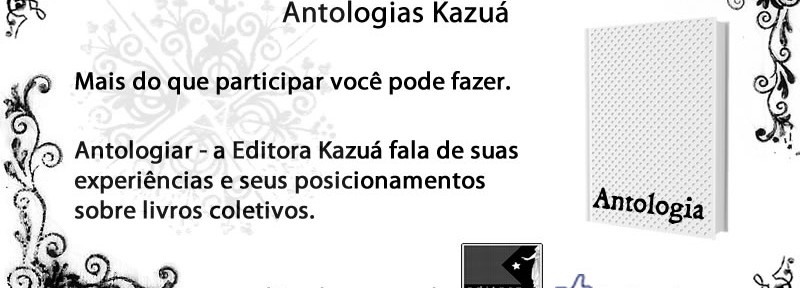 Antologias Kazuá
Mais do que participar você pode fazer.
Antologiar - a Editora Kazuá fala de suas
experiências e seus posicionamentos
sobre livros coletivos.
Antologia